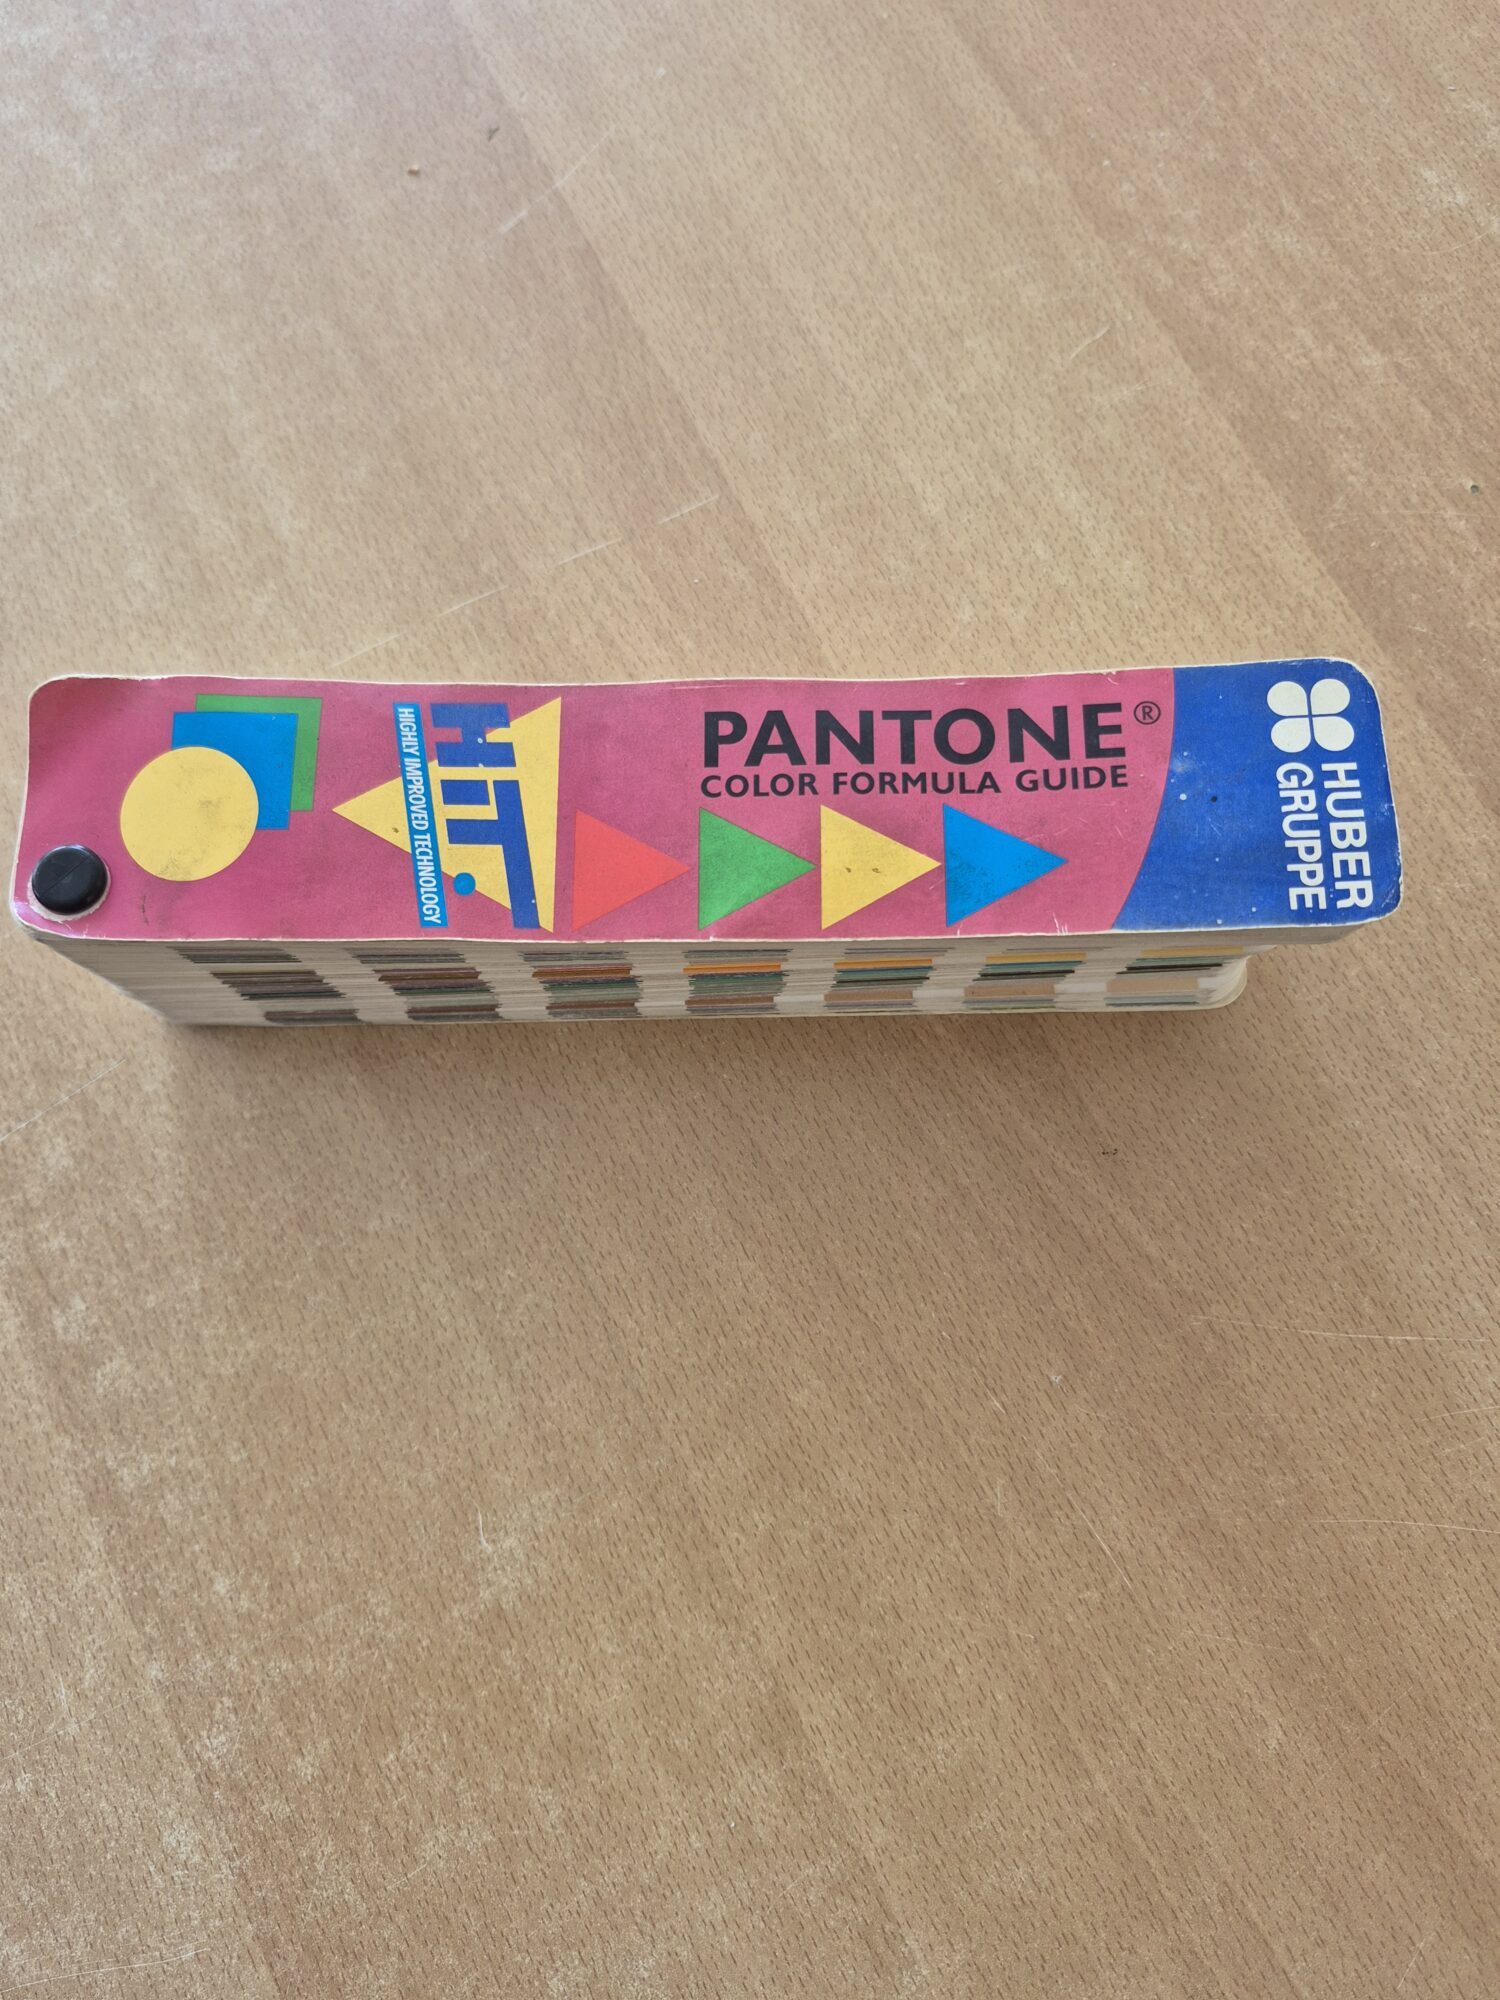 PANTONE®
COLOR FORMULA GUIDE
HIT
HIGHLY IMPROVED TECHNOLOGY
HUBER
GRUPPE